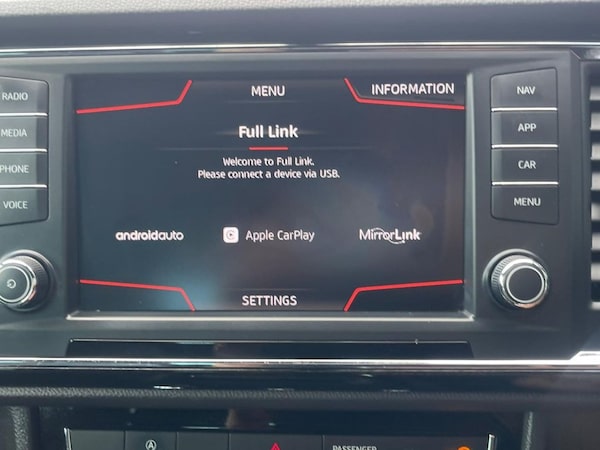 MENU
INFORMATION
RADIO
MEDIA
PHONE
VOICE
Full Link
Welcome to Full Link.
Please connect a device via USB.
androidauto
Apple CarPlay
MirrorLink
SETTINGS
NAV
APP
CAR
MENU
A
PASSENGER